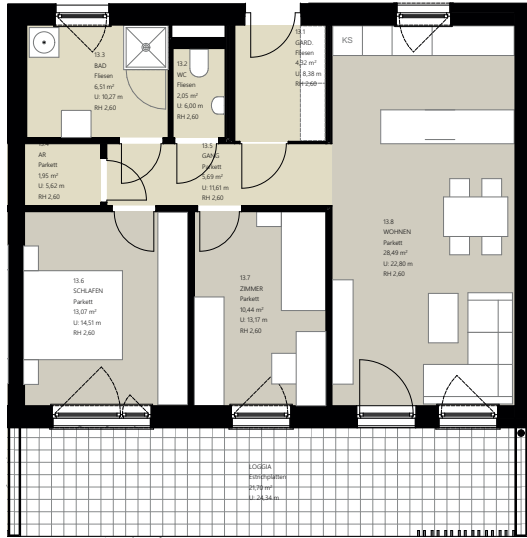 13.1
GARD.
Fliesen
4,32 m²
U: 8,38 m
RH 2,60
KS
13.3
BAD
Fliesen
6,51 m²
U: 10,27 m
RH 2,60
13.2
WC
Fliesen
2,05 m²
U: 6,00 m
RH 2,60
AR
Parkett
1,95 m²
U: 5,62 m
RH 2,60
13.5
GANG
Parkett
5,69 m²
U: 11,61 m
RH 2,60
13.8
WOHNEN
Parkett
28,49 m²
U: 22,80 m
RH 2,60
13.6
SCHLAFEN
Parkett
13,07 m²
U: 14,51 m
RH 2,60
13.7
ZIMMER
Parkett
10,44 m²
U: 13,17 m
RH 2,60
LOGGIA
Estrichplatten
21,70 m²
U: 24,34 m